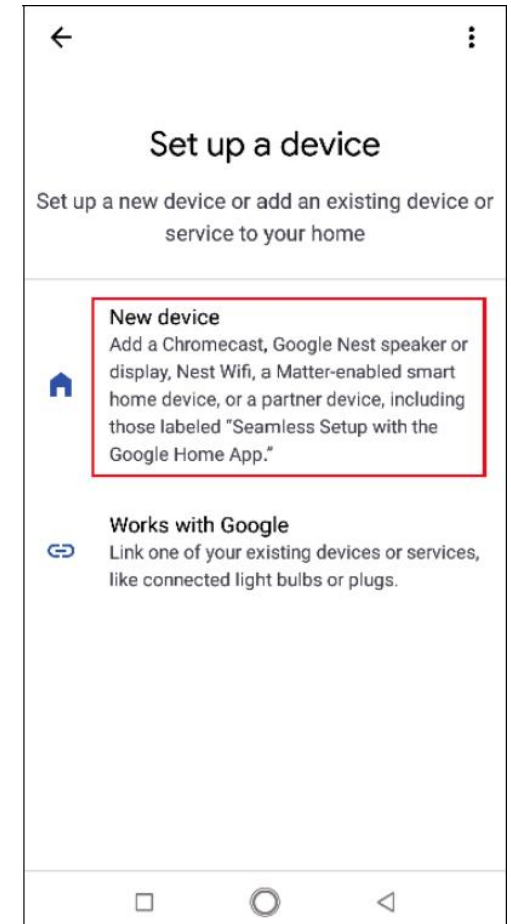 Set up a device
Set up a new device or add an existing device or
service to your home
New device
Add a Chromecast, Google Nest speaker or
display, Nest Wifi, a Matter-enabled smart
home device, or a partner device, including
those labeled "Seamless Setup with the
Google Home App."
Works with Google
Link one of your existing devices or services,
like connected light bulbs or plugs.